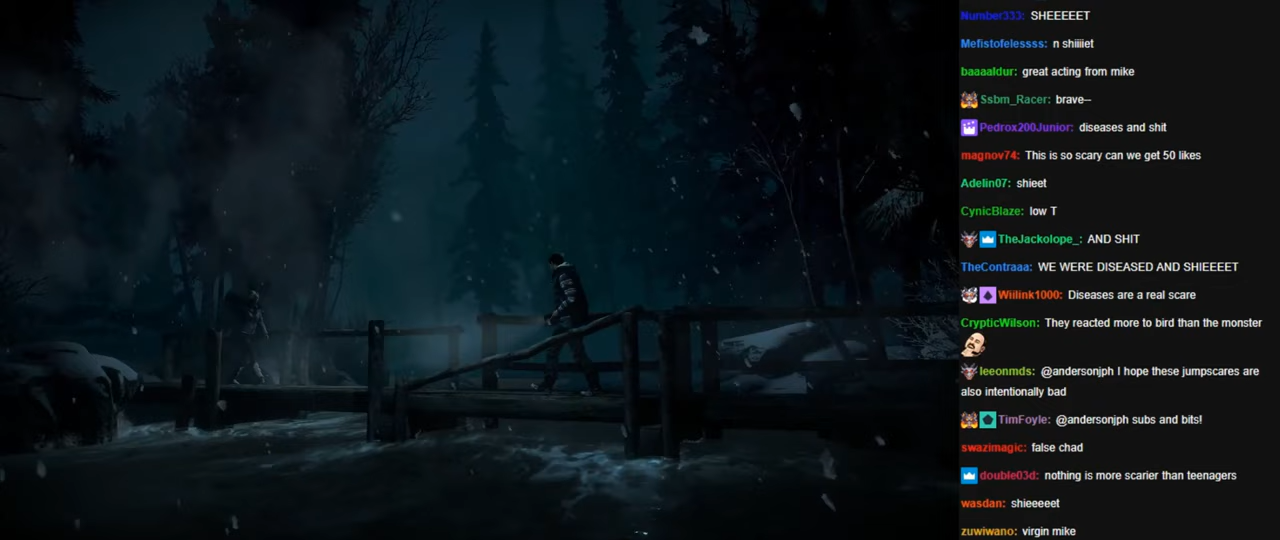 Number333: SHEEEEET
Mefistofelessss: n shiiiet
baaaaldur: great acting from mike
Ssbm_Racer: brave--
Pedrox200Junior: diseases and shit
magnov74: This is so scary can we get 50 likes
Adelin07: shieet
CynicBlaze: low T
TheJackolope_: AND SHIT
TheContraaa: WE WERE DISEASED AND SHIEEEET
Wiilink1000: Diseases are a real scare
CrypticWilson: They reacted more to bird than the monster
leeonmds: @andersonjph I hope these jumpscares are
also intentionally bad
TimFoyle: @andersonjph subs and bits!
swazimagic: false chad
double03d: nothing is more scarier than teenagers
wasdan: shieeeeet
zuwiwano: virgin mike